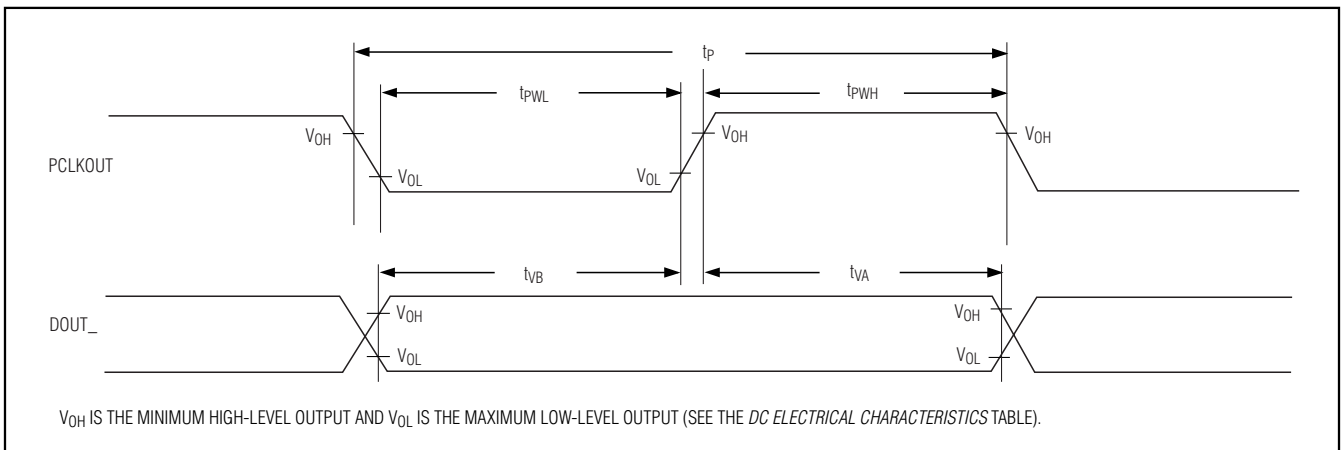 tP
tPWL tPWH
VOH VOH VOH
PCLKOUT
VOL VOL
tVB tVA
VOH VOH
DOUT_
VOL VOL
VOH IS THE MINIMUM HIGH-LEVEL OUTPUT AND VOL IS THE MAXIMUM LOW-LEVEL OUTPUT (SEE THE DC ELECTRICAL CHARACTERISTICS TABLE).